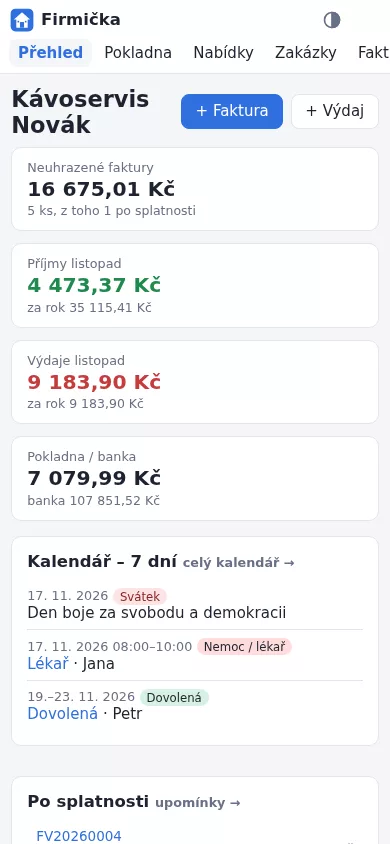 Firmička
Přehled Pokladna Nabídky Zakázky Fakt
Kávoservis
Novák
+ Faktura
+ Výdaj
Neuhrazené faktury
16 675,01 Kč
5 ks, z toho 1 po splatnosti
Příjmy listopad
4 473,37 Kč
za rok 35 115,41 Kč
Výdaje listopad
9 183,90 Kč
za rok 9 183,90 Kč
Pokladna / banka
7 079,99 Kč
banka 107 851,52 Kč
Kalendář – 7 dní celý kalendář →
17. 11. 2026 Svátek
Den boje za svobodu a demokracii
17. 11. 2026 08:00–10:00 Nemoc / lékař
Lékař · Jana
19.–23. 11. 2026 Dovolená
Dovolená · Petr
Po splatnosti upomínky →
FV20260004